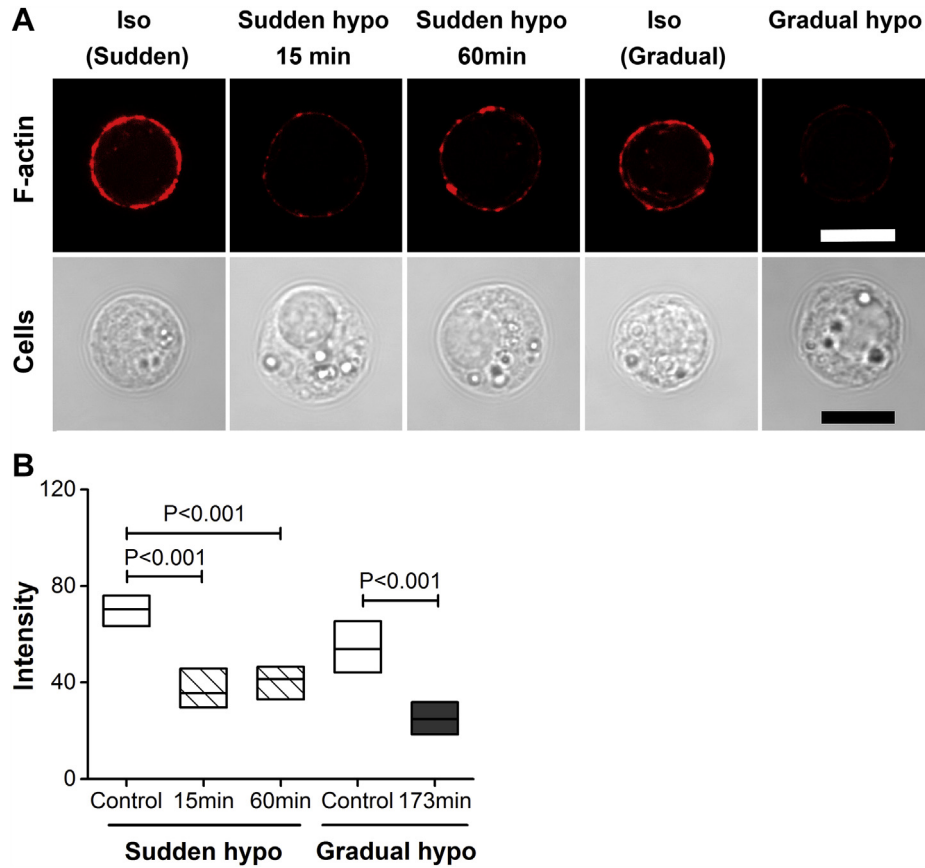 A
Iso Sudden hypo Sudden hypo Iso Gradual hypo
(Sudden) 15 min 60min (Gradual)
F-actin
Cells
B
120
P<0.001
P<0.001
P<0.001
80
Intensity
40
0
Control 15min 60min Control 173min
Sudden hypo Gradual hypo